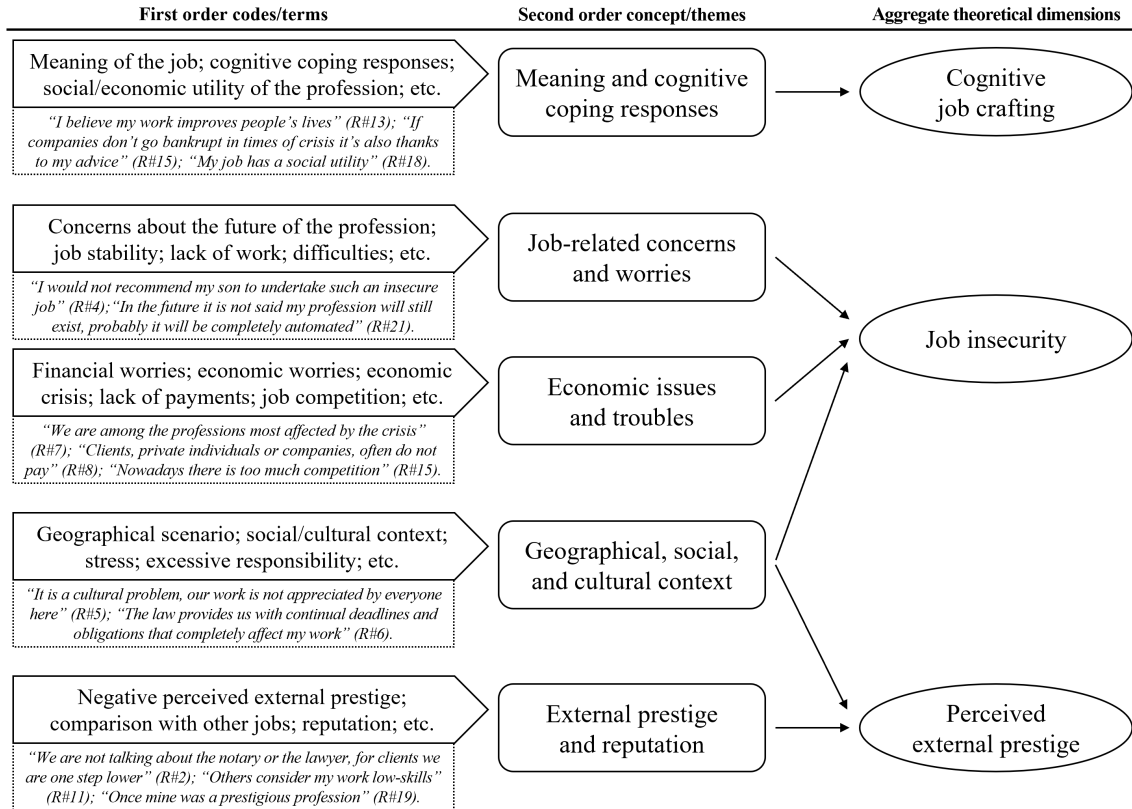 First order codes/terms
Second order concept/themes
Aggregate theoretical dimensions
Meaning of the job; cognitive coping responses;
social/economic utility of the profession; etc.
“I believe my work improves people’s lives” (R#13); “If
companies don’t go bankrupt in times of crisis it’s also thanks
to my advice” (R#15); “My job has a social utility” (R#18).
Meaning and cognitive
coping responses
Cognitive
job crafting
Concerns about the future of the profession;
job stability; lack of work; difficulties; etc.
“I would not recommend my son to undertake such an insecure
job” (R#4);“In the future it is not said my profession will still
exist, probably it will be completely automated” (R#21).
Job-related concerns
and worries
Job insecurity
Financial worries; economic worries; economic
crisis; lack of payments; job competition; etc.
“We are among the professions most affected by the crisis”
(R#7); “Clients, private individuals or companies, often do not
pay” (R#8); “Nowadays there is too much competition” (R#15).
Economic issues
and troubles
Geographical scenario; social/cultural context;
stress; excessive responsibility; etc.
“It is a cultural problem, our work is not appreciated by everyone
here” (R#5); “The law provides us with continual deadlines and
obligations that completely affect my work” (R#6).
Geographical, social,
and cultural context
Negative perceived external prestige;
comparison with other jobs; reputation; etc.
“We are not talking about the notary or the lawyer, for clients we
are one step lower” (R#2); “Others consider my work low-skills”
(R#11); “Once mine was a prestigious profession” (R#19).
External prestige
and reputation
Perceived
external prestige